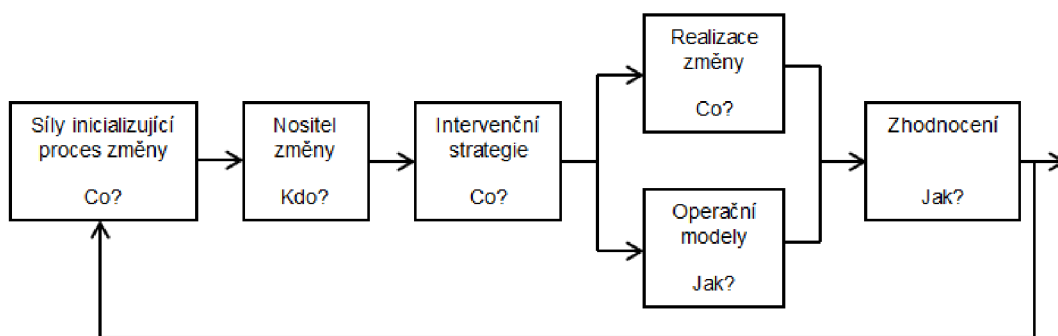 Síly inicializující
proces změny
Co?
Nositel
změny
Kdo?
Intervenční
strategie
Co?
Realizace
změny
Co?
Operační
modely
Jak?
Zhodnocení
Jak?